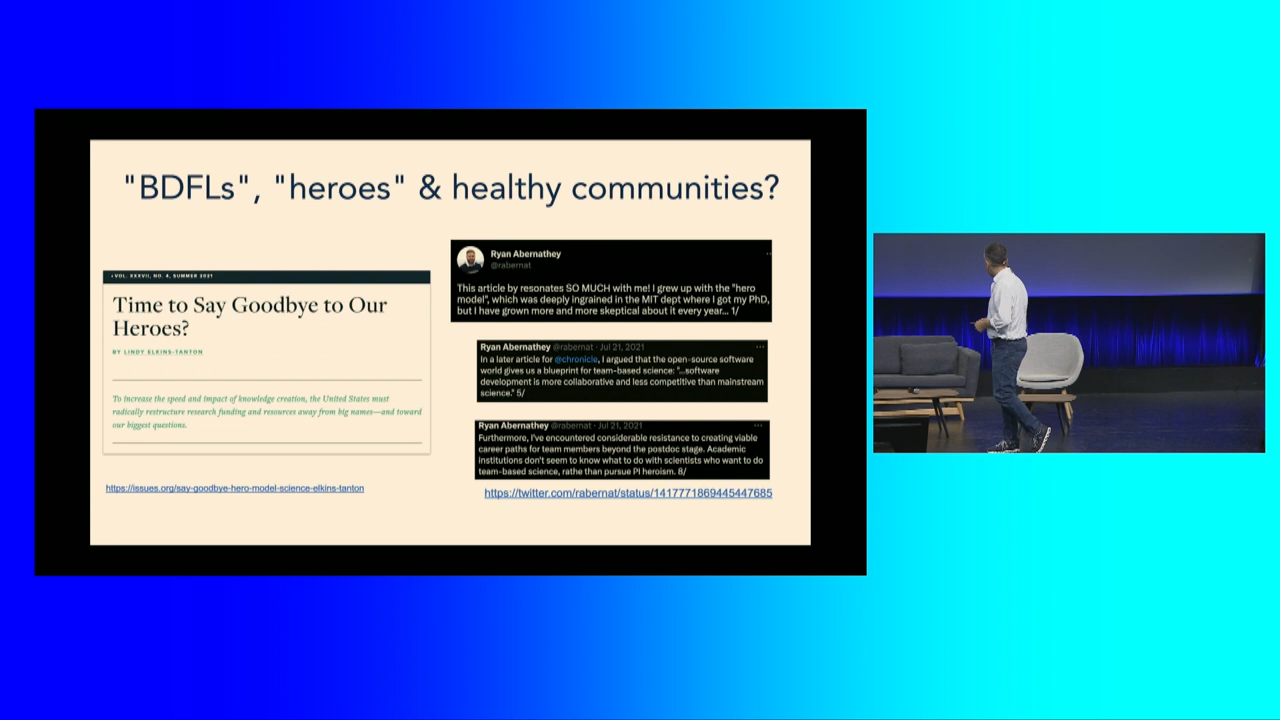 "BDFLs", "heroes" & healthy communities?
VOL. XXXVII, NO. 4, SUMMER 2021
Time to Say Goodbye to Our
Heroes?
BY LINDY ELKINS-TANTON
To increase the speed and impact of knowledge creation, the United States must
radically restructure research funding and resources away from big names—and toward
our biggest questions.
https://issues.org/say-goodbye-hero-model-science-elkins-tanton
Ryan Abernathey
@rabernat
This article by resonates SO MUCH with me! I grew up with the "hero
model", which was deeply ingrained in the MIT dept where I got my PhD,
but I have grown more and more skeptical about it every year... 1/
Ryan Abernathey @rabernat · Jul 21, 2021
In a later article for @chronicle, I argued that the open-source software
world gives us a blueprint for team-based science: "...software
development is more collaborative and less competitive than mainstream
science." 5/
Ryan Abernathey @rabernat · Jul 21, 2021
Furthermore, I've encountered considerable resistance to creating viable
career paths for team members beyond the postdoc stage. Academic
institutions don't seem to know what to do with scientists who want to do
team-based science, rathe than pursue PI heroism. 8/
https://twitter.com/rabernat/status/1417771869445447685